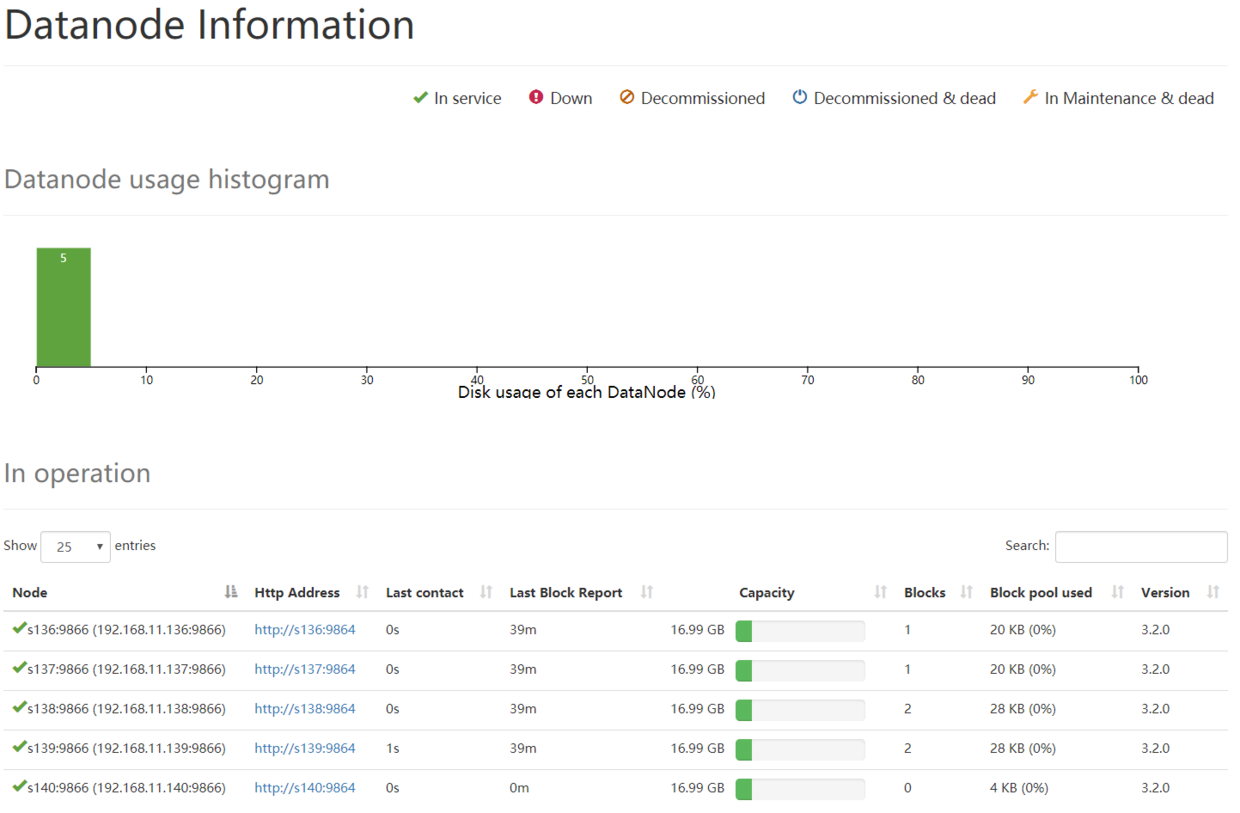 Datanode Information
In service Down Decommissioned Decommissioned & dead In Maintenance & dead
Datanode usage histogram
5
0 10 20 30 40 50 60 70 80 90 100
Disk usage of each DataNode (%)
In operation
Show 25 entries Search:
Node Http Address Last contact Last Block Report Capacity Blocks Block pool used Version
s136:9866 (192.168.11.136:9866) http://s136:9864 0s 39m 16.99 GB 1 20 KB (0%) 3.2.0
s137:9866 (192.168.11.137:9866) http://s137:9864 0s 39m 16.99 GB 1 20 KB (0%) 3.2.0
s138:9866 (192.168.11.138:9866) http://s138:9864 0s 39m 16.99 GB 2 28 KB (0%) 3.2.0
s139:9866 (192.168.11.139:9866) http://s139:9864 1s 39m 16.99 GB 2 28 KB (0%) 3.2.0
s140:9866 (192.168.11.140:9866) http://s140:9864 0s 0m 16.99 GB 0 4 KB (0%) 3.2.0